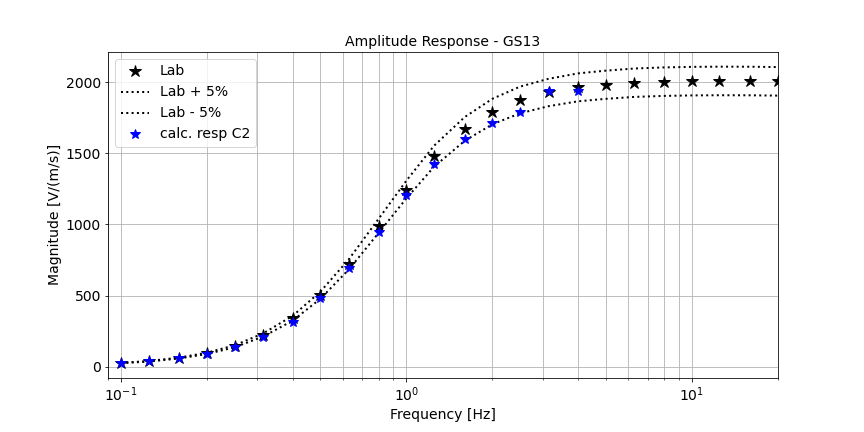 Amplitude Response - GS13
Lab
Lab + 5%
Lab - 5%
calc. resp C2
Magnitude [V/(m/s)]
2000
1500
1000
500
0
10⁻¹
10⁰
10¹
Frequency [Hz]